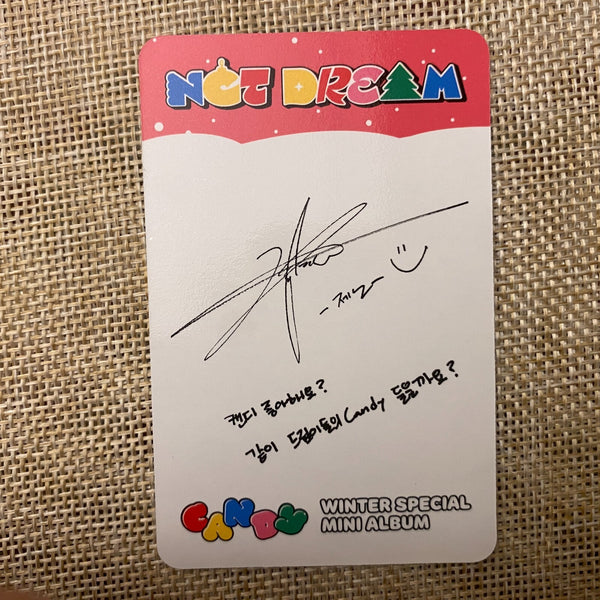 NCT DREAM
-제노
캔디 좋아해요?
같이 드림이들의 Candy 들을까요?
CANDY
WINTER SPECIAL
MINI ALBUM